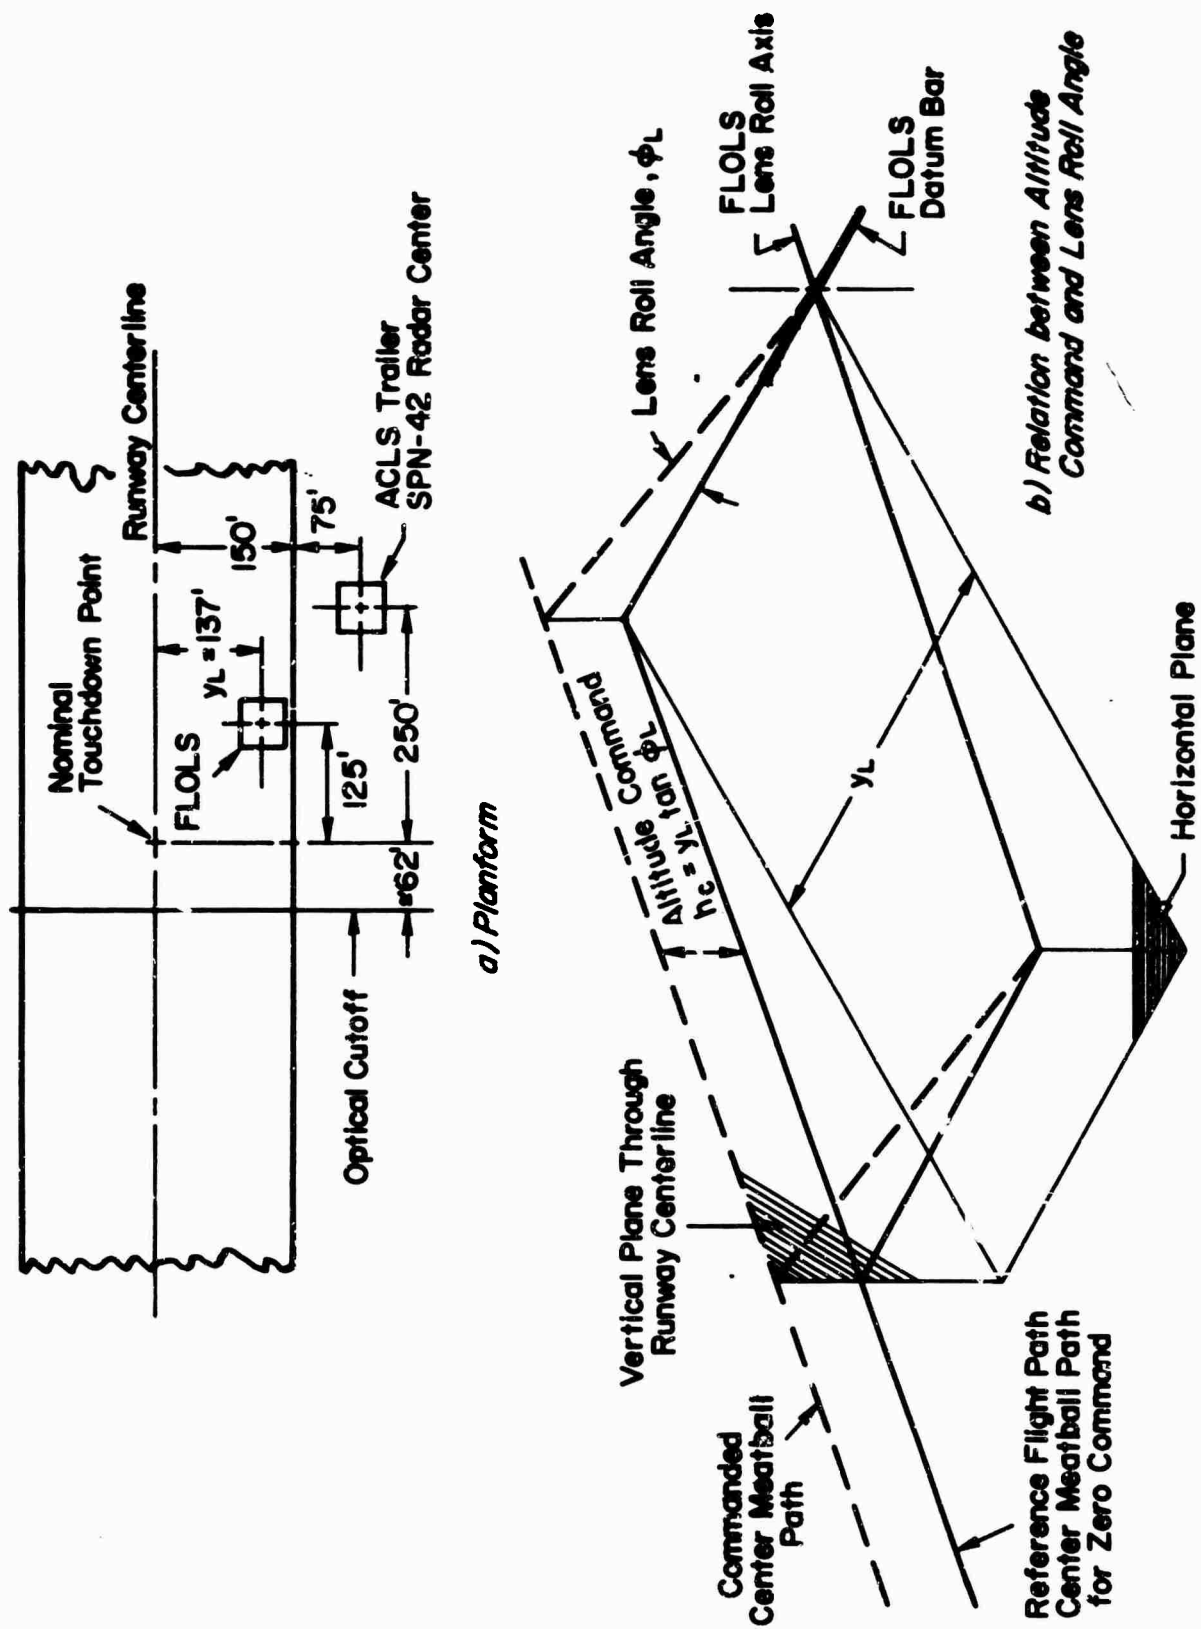 Nominal
Touchdown Point
Runway Centerline
FLOLS
yL = 137'
150'
75'
ACLS Trailer
SPN-42 Radar Center
125'
250'
≈62'
Optical Cutoff
a) Planform
Lens Roll Angle, ϕL
FLOLS
Lens Roll Axis
FLOLS
Datum Bar
Altitude Command
hc = yL tan ϕL
yL
Vertical Plane Through
Runway Centerline
Commanded
Center Meatball
Path
Reference Flight Path
Center Meatball Path
for Zero Command
Horizontal Plane
b) Relation between Altitude
Command and Lens Roll Angle